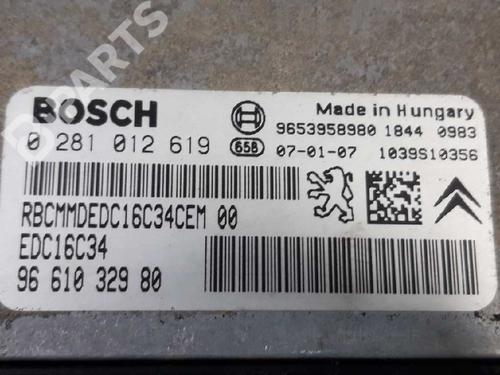 B-PARTS
BOSCH
Made in Hungary
9653958980 1844 0983
0 281 012 619
658
07-01-07 1039S10356
RBCMMDEDC16C34CEM 00
EDC16C34
96 610 329 80